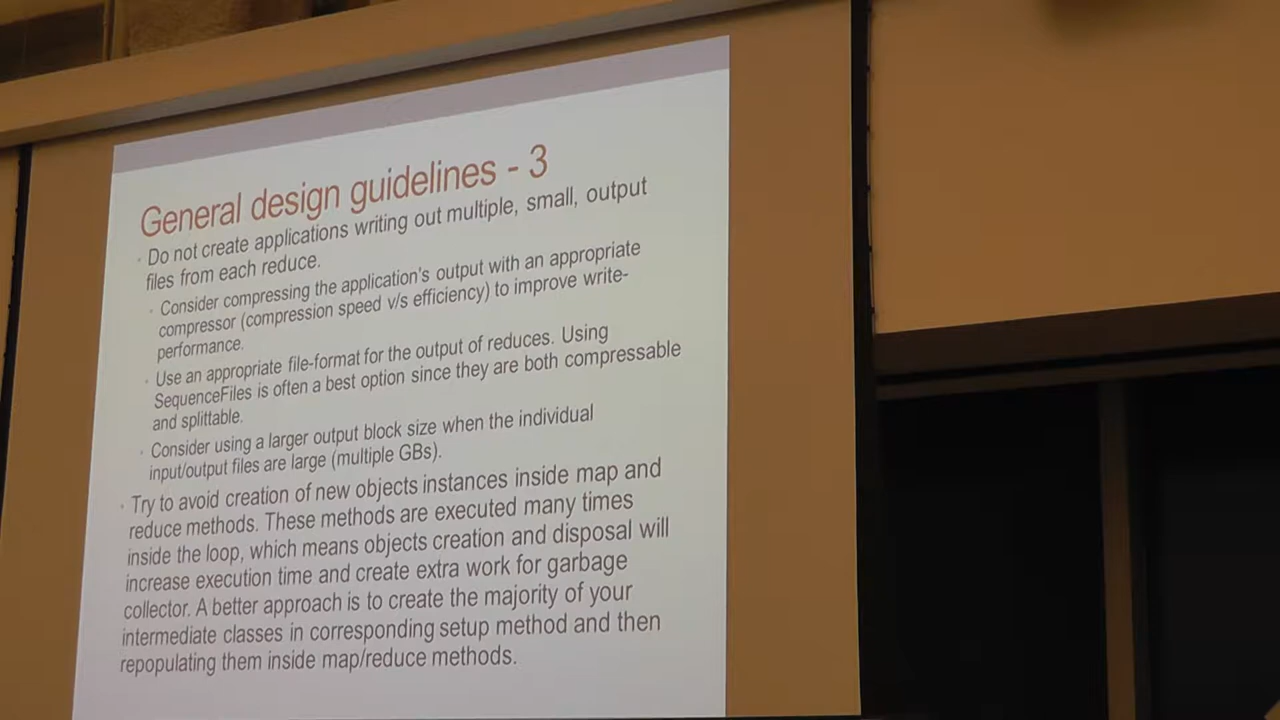 General design guidelines - 3
Do not create applications writing out multiple, small, output
files from each reduce.
Consider compressing the application's output with an appropriate
compressor (compression speed v/s efficiency) to improve write-
performance.
Use an appropriate file-format for the output of reduces. Using
SequenceFiles is often a best option since they are both compressable
and splittable.
Consider using a larger output block size when the individual
input/output files are large (multiple GBs).
Try to avoid creation of new objects instances inside map and
reduce methods. These methods are executed many times
inside the loop, which means objects creation and disposal will
increase execution time and create extra work for garbage
collector. A better approach is to create the majority of your
intermediate classes in corresponding setup method and then
repopulating them inside map/reduce methods.